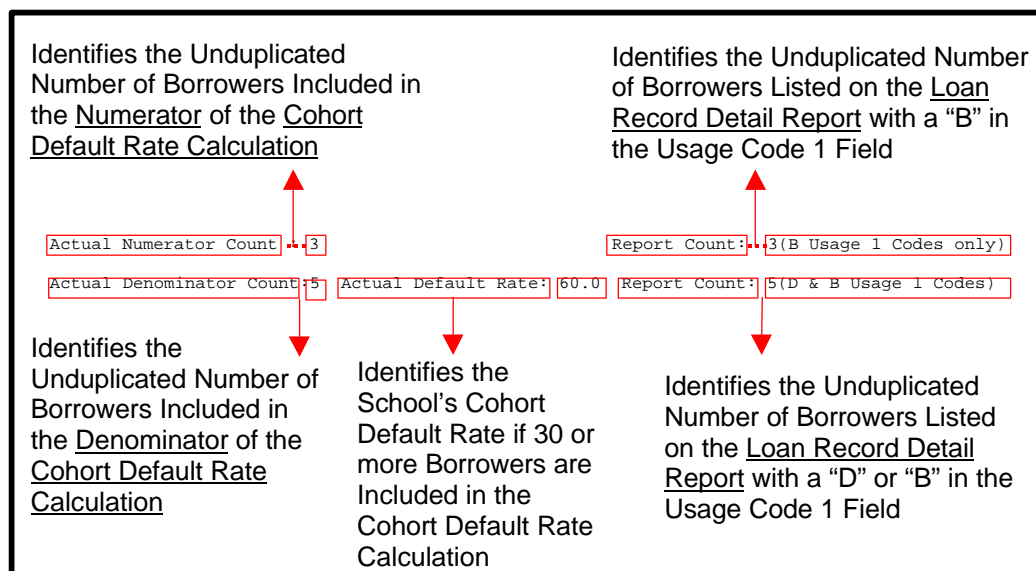 Identifies the Unduplicated
Number of Borrowers Included in
the Numerator of the Cohort
Default Rate Calculation
Identifies the Unduplicated Number
of Borrowers Listed on the Loan
Record Detail Report with a “B” in
the Usage Code 1 Field
Actual Numerator Count : 3
Report Count: 3(B Usage 1 Codes only)
Actual Denominator Count:5 Actual Default Rate: 60.0 Report Count: 5(D & B Usage 1 Codes)
Identifies the
Unduplicated Number of
Borrowers Included in
the Denominator of the
Cohort Default Rate
Calculation
Identifies the
School’s Cohort
Default Rate if 30 or
more Borrowers are
Included in the
Cohort Default Rate
Calculation
Identifies the Unduplicated
Number of Borrowers Listed
on the Loan Record Detail
Report with a “D” or “B” in the
Usage Code 1 Field